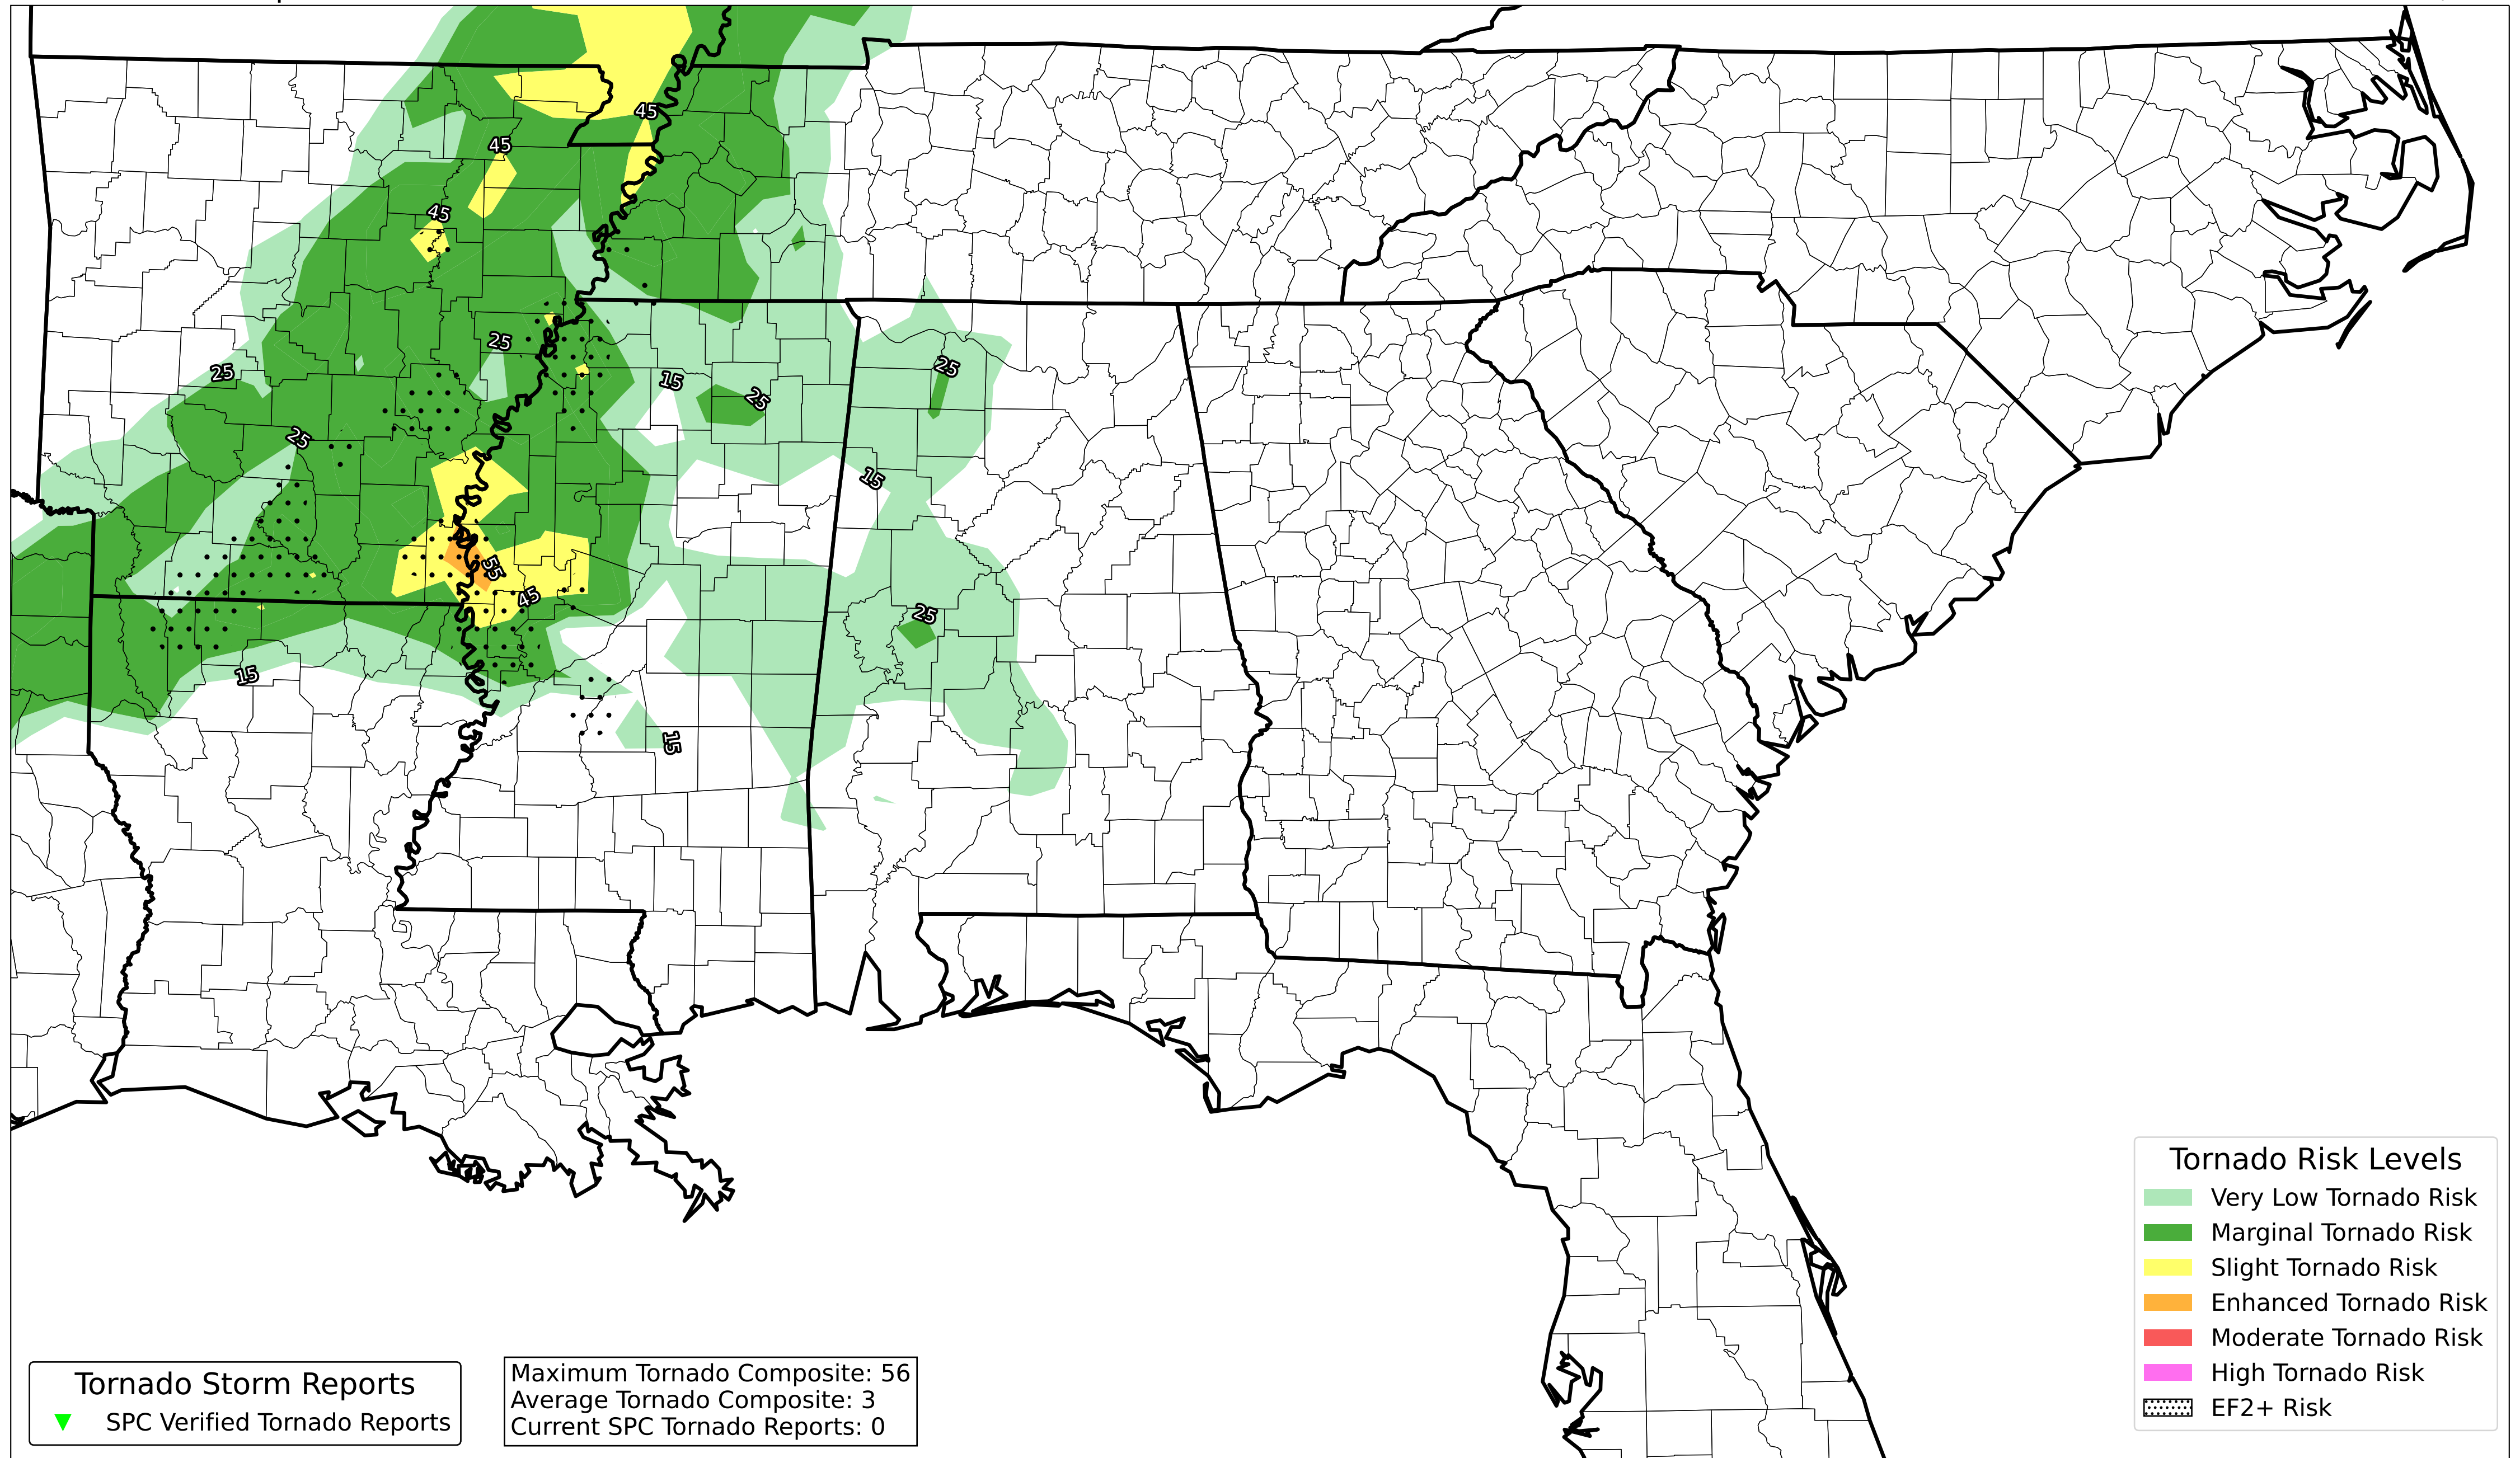 45
45
45
25
25
15
25
25
25
15
55
45
25
15
15
Tornado Risk Levels
Very Low Tornado Risk
Marginal Tornado Risk
Slight Tornado Risk
Enhanced Tornado Risk
Moderate Tornado Risk
High Tornado Risk
EF2+ Risk
Tornado Storm Reports
SPC Verified Tornado Reports
Maximum Tornado Composite: 56
Average Tornado Composite: 3
Current SPC Tornado Reports: 0